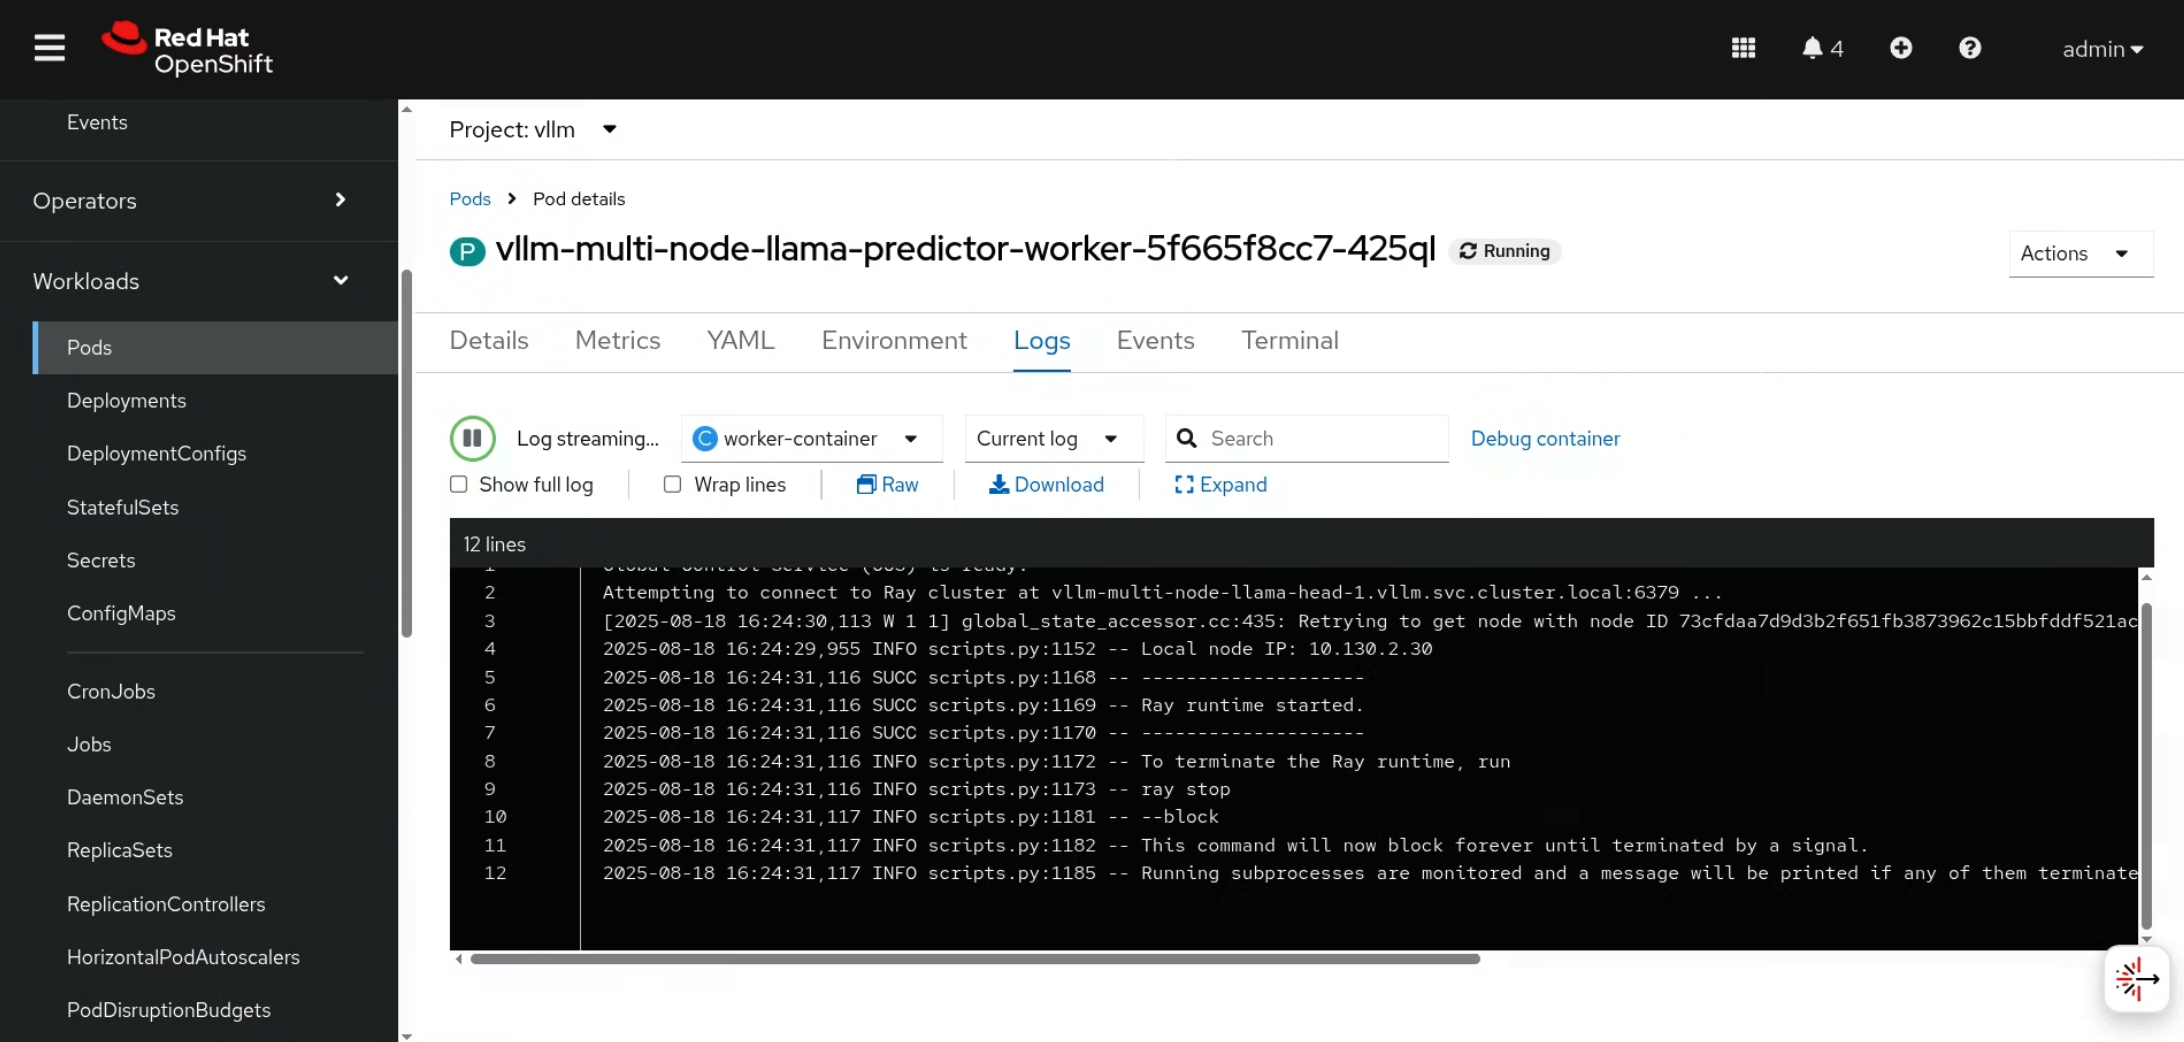 Red Hat
OpenShift
4
admin
Events
Operators
Workloads
Pods
Deployments
DeploymentConfigs
StatefulSets
Secrets
ConfigMaps
CronJobs
Jobs
DaemonSets
ReplicaSets
ReplicationControllers
HorizontalPodAutoscalers
PodDisruptionBudgets
Project: vllm
Pods Pod details
P vllm-multi-node-llama-predictor-worker-5f665f8cc7-425ql Running
Actions
Details Metrics YAML Environment Logs Events Terminal
Log streaming... C worker-container Current log Search Debug container
Show full log Wrap lines Raw Download Expand
12 lines
1 Global Control Service (GCS) is ready.
2 Attempting to connect to Ray cluster at vllm-multi-node-llama-head-1.vllm.svc.cluster.local:6379 ...
3 [2025-08-18 16:24:30,113 W 1 1] global_state_accessor.cc:435: Retrying to get node with node ID 73cfdaa7d9d3b2f651fb3873962c15bbfddf521ac
4 2025-08-18 16:24:29,955 INFO scripts.py:1152 -- Local node IP: 10.130.2.30
5 2025-08-18 16:24:31,116 SUCC scripts.py:1168 -- --------------------
6 2025-08-18 16:24:31,116 SUCC scripts.py:1169 -- Ray runtime started.
7 2025-08-18 16:24:31,116 SUCC scripts.py:1170 -- --------------------
8 2025-08-18 16:24:31,116 INFO scripts.py:1172 -- To terminate the Ray runtime, run
9 2025-08-18 16:24:31,116 INFO scripts.py:1173 -- ray stop
10 2025-08-18 16:24:31,117 INFO scripts.py:1181 -- --block
11 2025-08-18 16:24:31,117 INFO scripts.py:1182 -- This command will now block forever until terminated by a signal.
12 2025-08-18 16:24:31,117 INFO scripts.py:1185 -- Running subprocesses are monitored and a message will be printed if any of them terminate